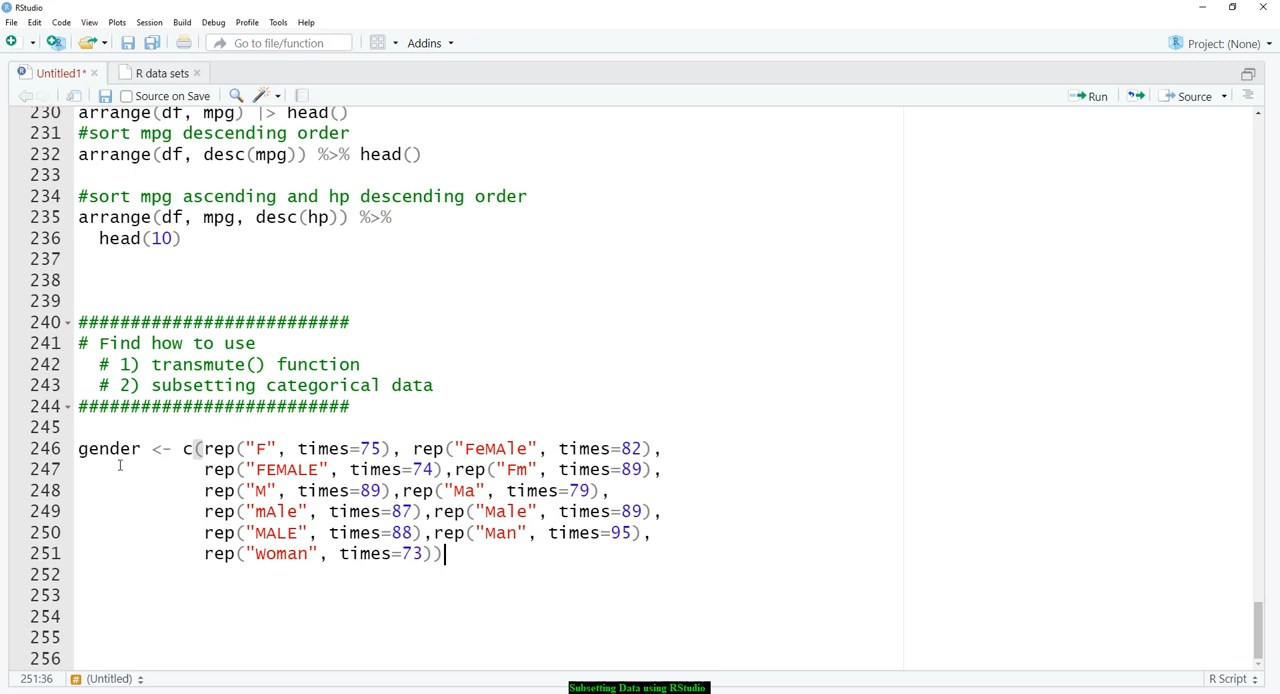 RStudio
File Edit Code View Plots Session Build Debug Profile Tools Help
Go to file/function Addins Project: (None)
Untitled1* R data sets
Source on Save Run Source
230 arrange(df, mpg) |> head()
231 #sort mpg descending order
232 arrange(df, desc(mpg)) %>% head()
233
234 #sort mpg ascending and hp descending order
235 arrange(df, mpg, desc(hp)) %>%
236 head(10)
237
238
239
240 ##########################
241 # Find how to use
242 # 1) transmute() function
243 # 2) subsetting categorical data
244 ##########################
245
246 gender <- c(rep("F", times=75), rep("FeMAle", times=82),
247 rep("FEMALE", times=74),rep("Fm", times=89),
248 rep("M", times=89),rep("Ma", times=79),
249 rep("mAle", times=87),rep("Male", times=89),
250 rep("MALE", times=88),rep("Man", times=95),
251 rep("Woman", times=73))
252
253
254
255
256
251:36 # (Untitled) R Script
Subsetting Data using RStudio